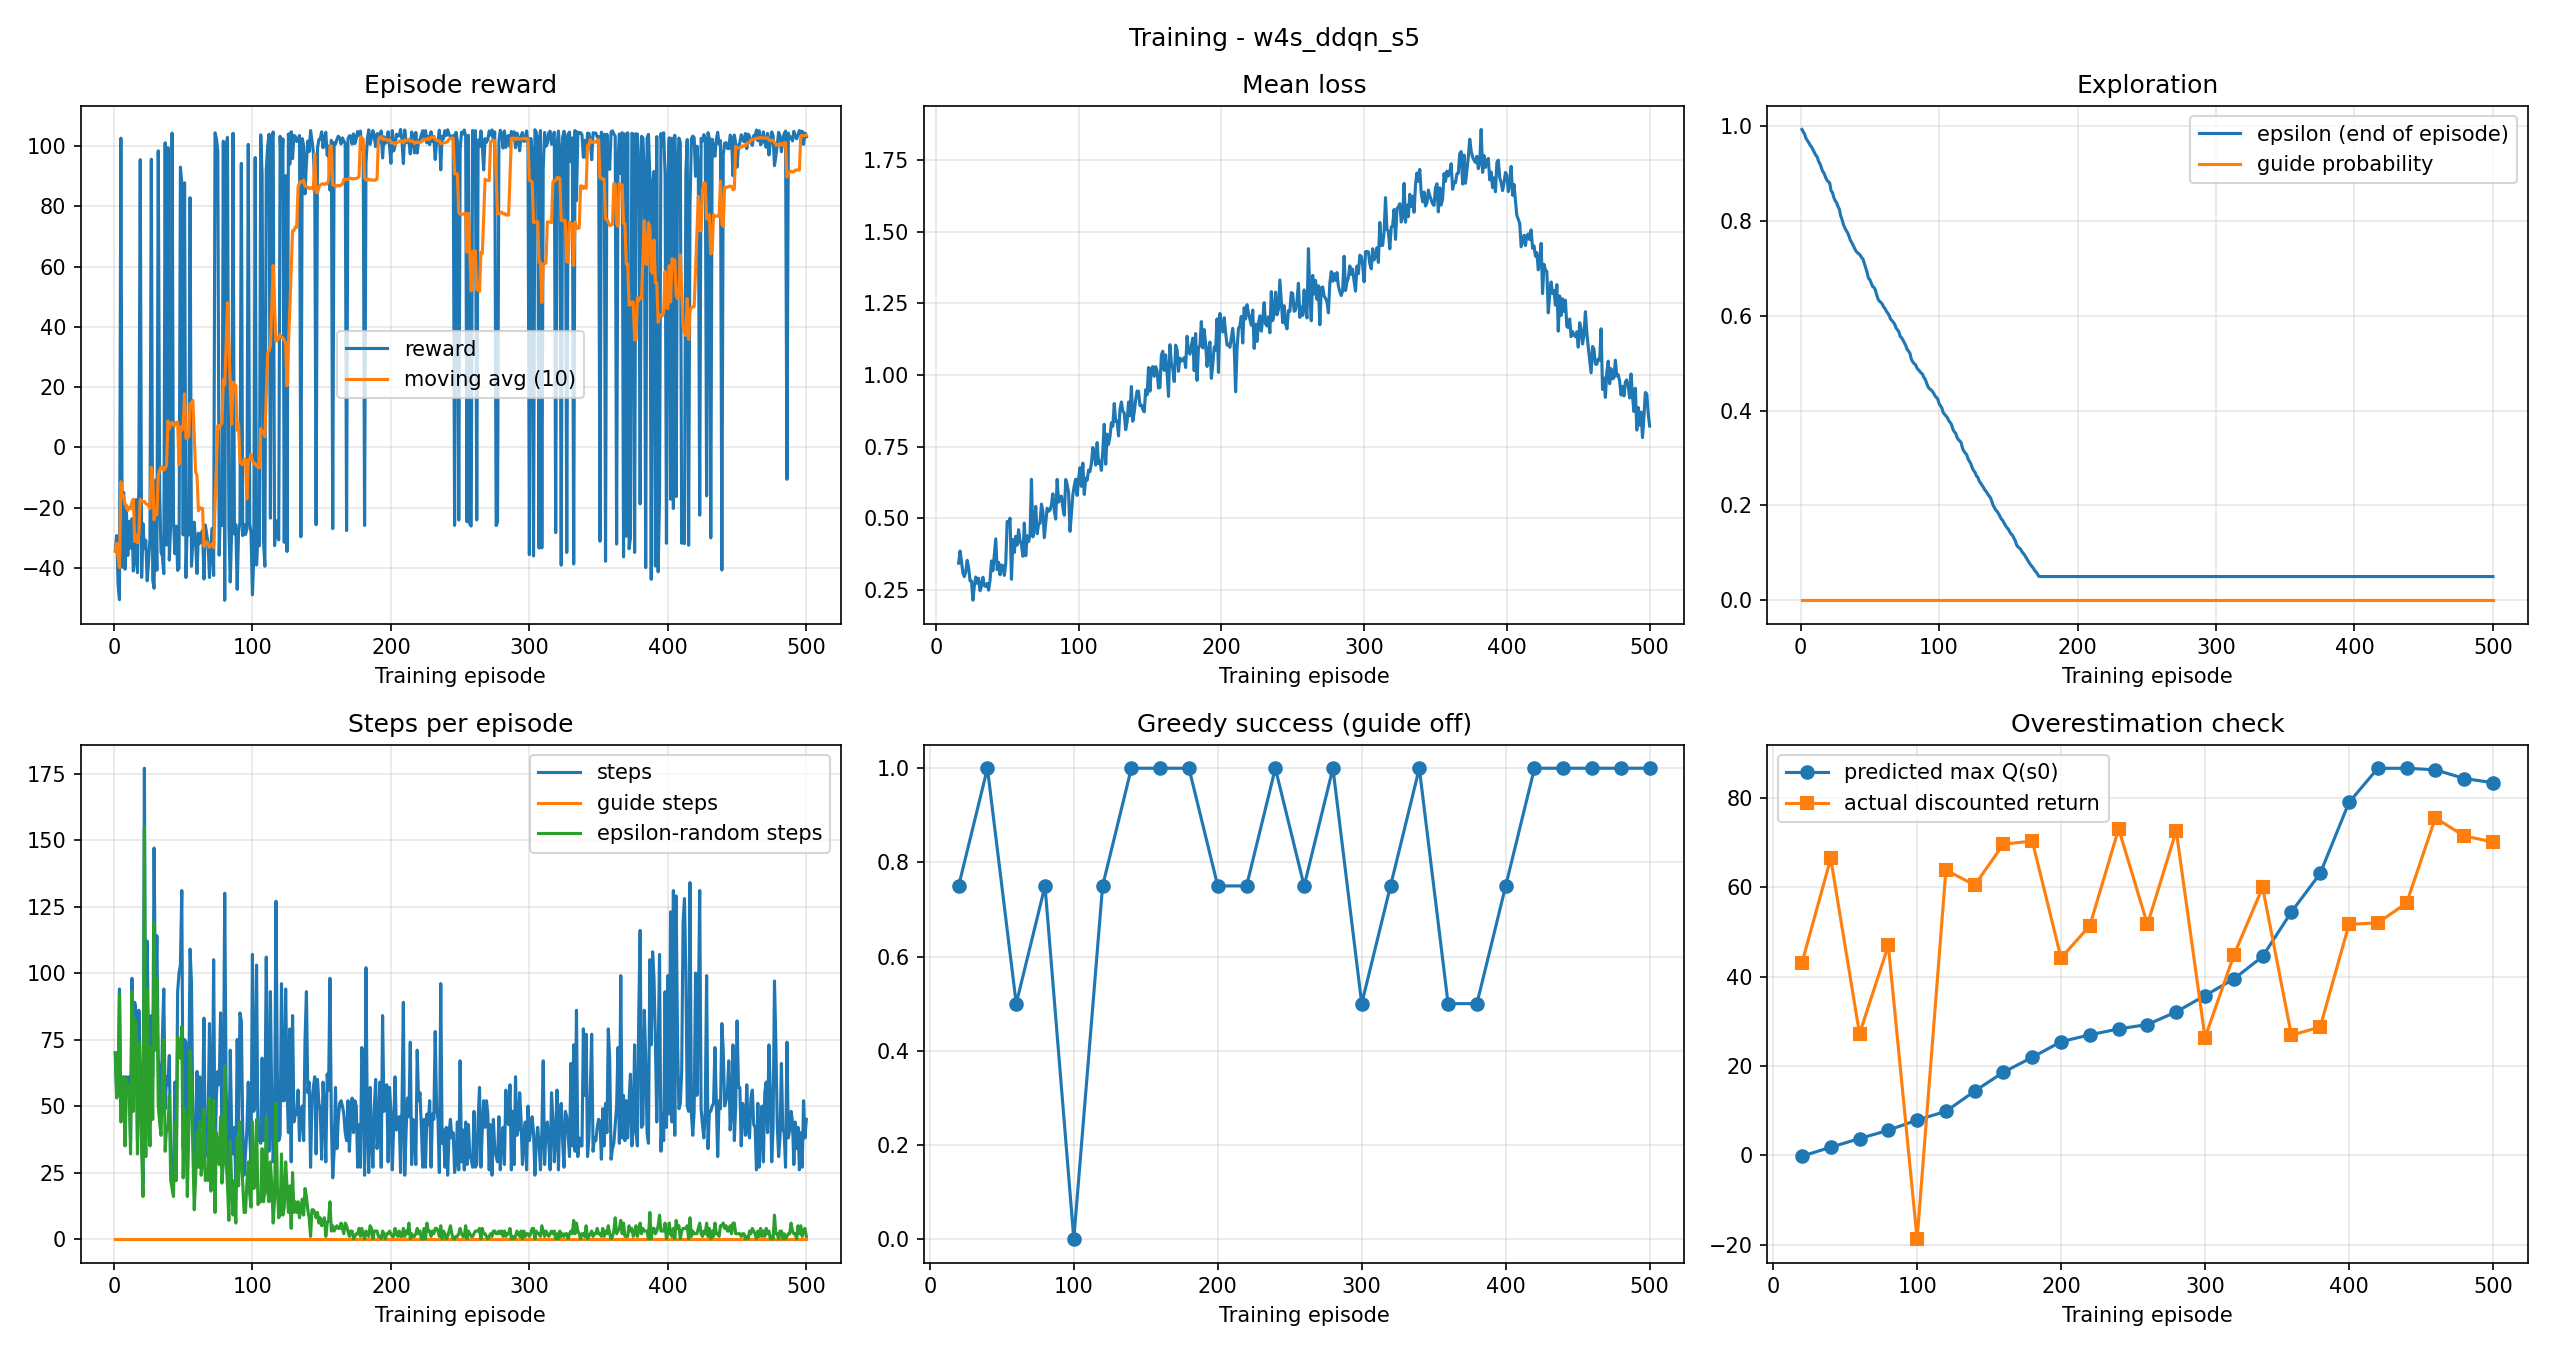 Training - w4s_ddqn_s5
Episode reward
100
80
60
40
20
0
−20
−40
reward
moving avg (10)
0 100 200 300 400 500
Training episode
Mean loss
1.75
1.50
1.25
1.00
0.75
0.50
0.25
0 100 200 300 400 500
Training episode
Exploration
1.0
0.8
0.6
0.4
0.2
0.0
epsilon (end of episode)
guide probability
0 100 200 300 400 500
Training episode
Steps per episode
175
150
125
100
75
50
25
0
steps
guide steps
epsilon-random steps
0 100 200 300 400 500
Training episode
Greedy success (guide off)
1.0
0.8
0.6
0.4
0.2
0.0
0 100 200 300 400 500
Training episode
Overestimation check
80
60
40
20
0
−20
predicted max Q(s0)
actual discounted return
0 100 200 300 400 500
Training episode